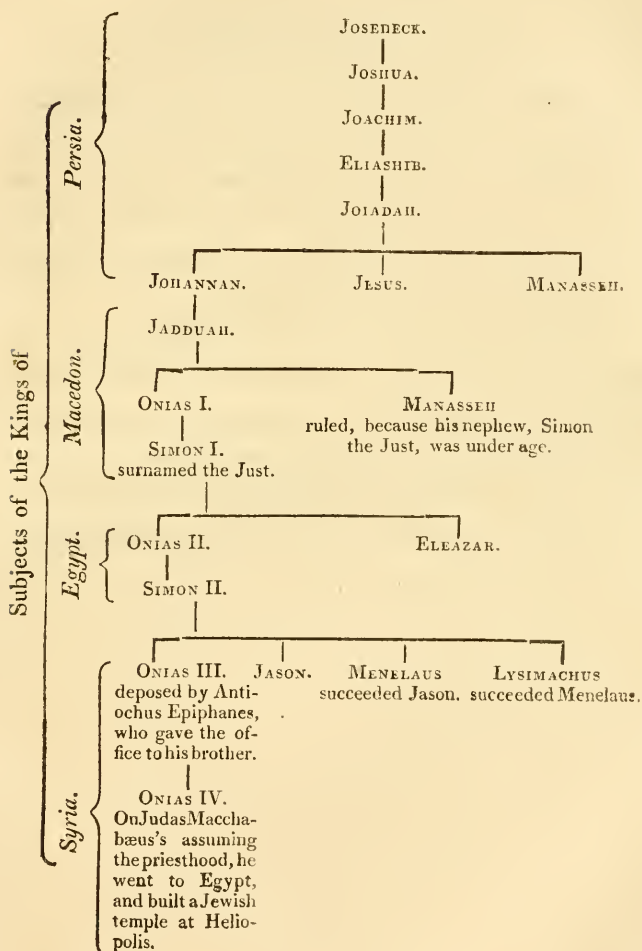 JOSEDECK.
JOSHUA.
JOACHIM.
ELIASHIB.
JOIADAH.
JOHANNAN. JESUS. MANASSEH.
JADDUAH.
ONIAS I. MANASSEH
ruled, because his nephew, Simon
the Just, was under age.
SIMON I.
surnamed the Just.
ONIAS II. ELEAZAR.
SIMON II.
ONIAS III. JASON. MENELAUS LYSIMACHUS
deposed by Anti- succeeded Jason. succeeded Menelaus.
ochus Epiphanes,
who gave the of-
fice to his brother.
ONIAS IV.
On Judas Maccha-
bæus's assuming
the priesthood, he
went to Egypt,
and built a Jewish
temple at Helio-
polis.
Subjects of the Kings of
Persia.
Macedon.
Egypt.
Syria.